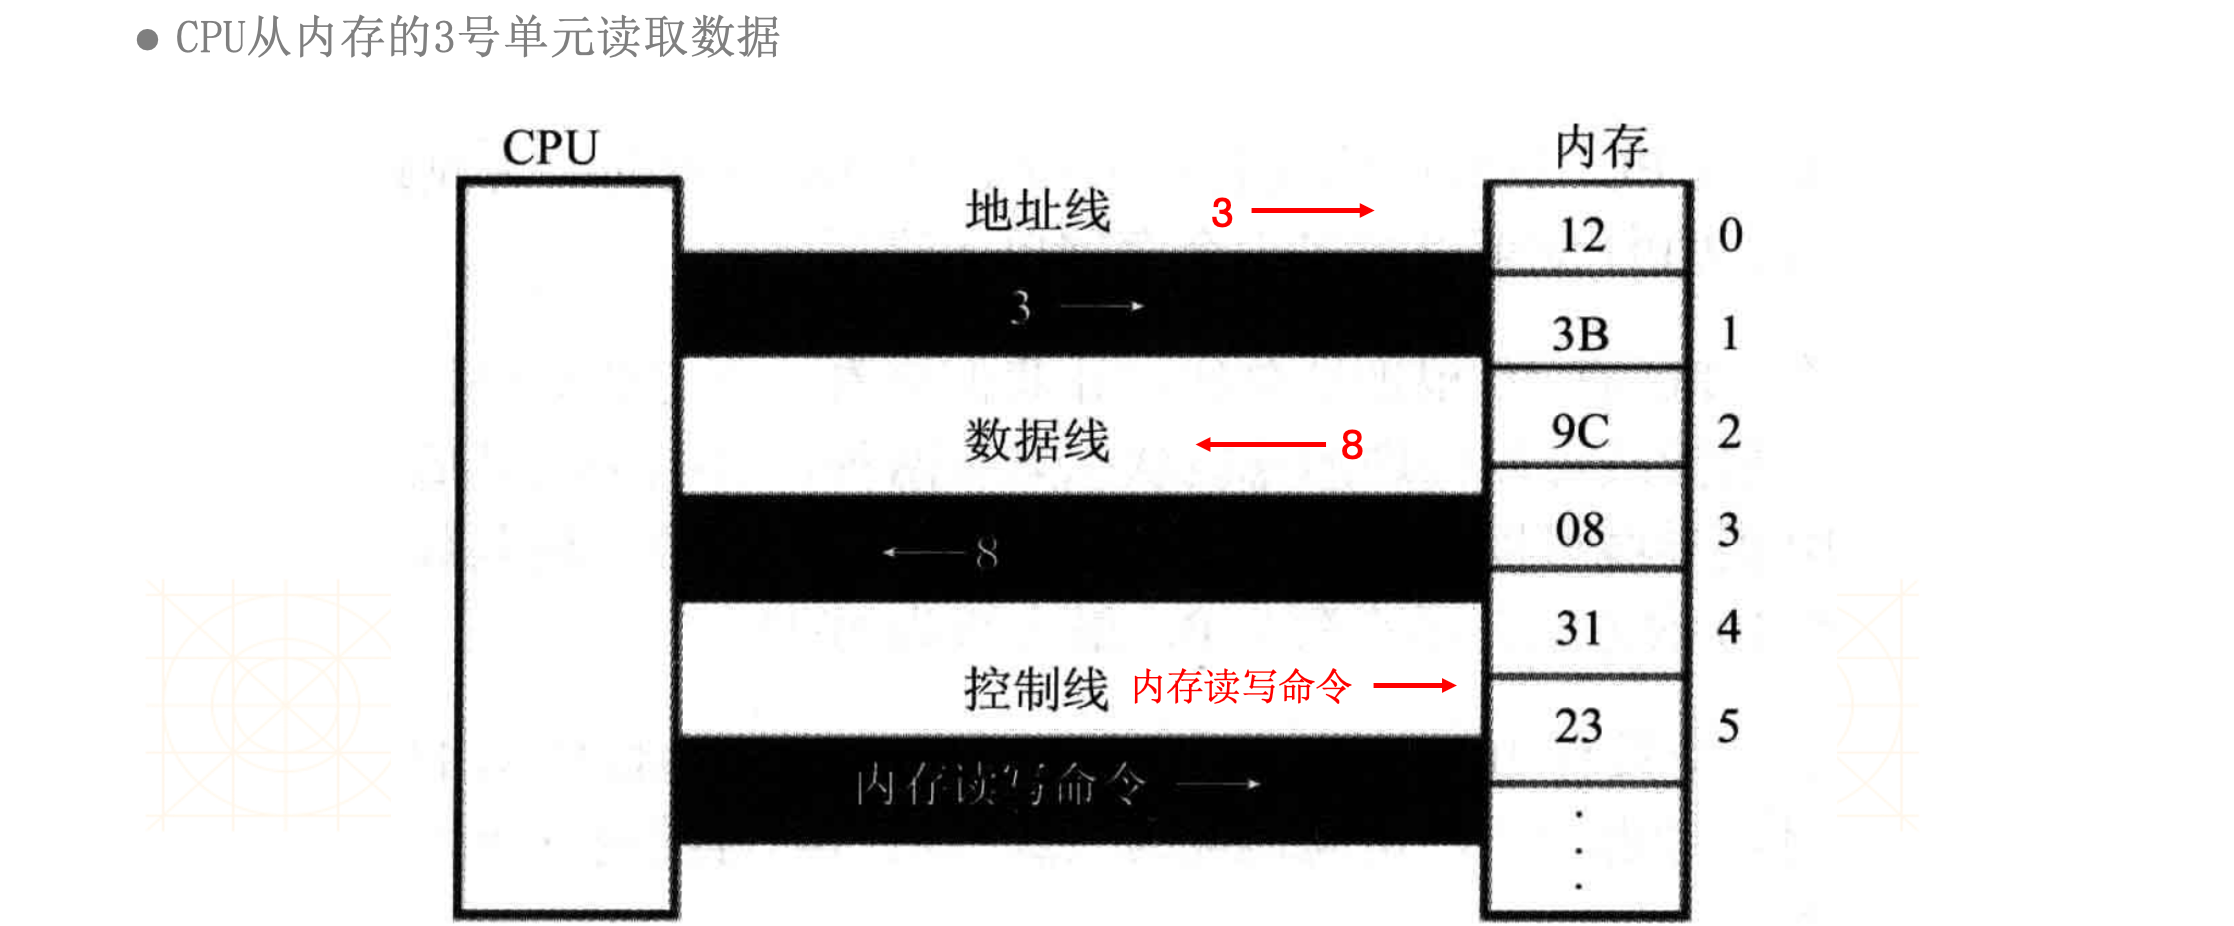 ● CPU从内存的3号单元读取数据
CPU
内存
地址线 3
12 0
3
3B 1
数据线 8
9C 2
8
08 3
31 4
控制线 内存读写命令
23 5
内存读写命令